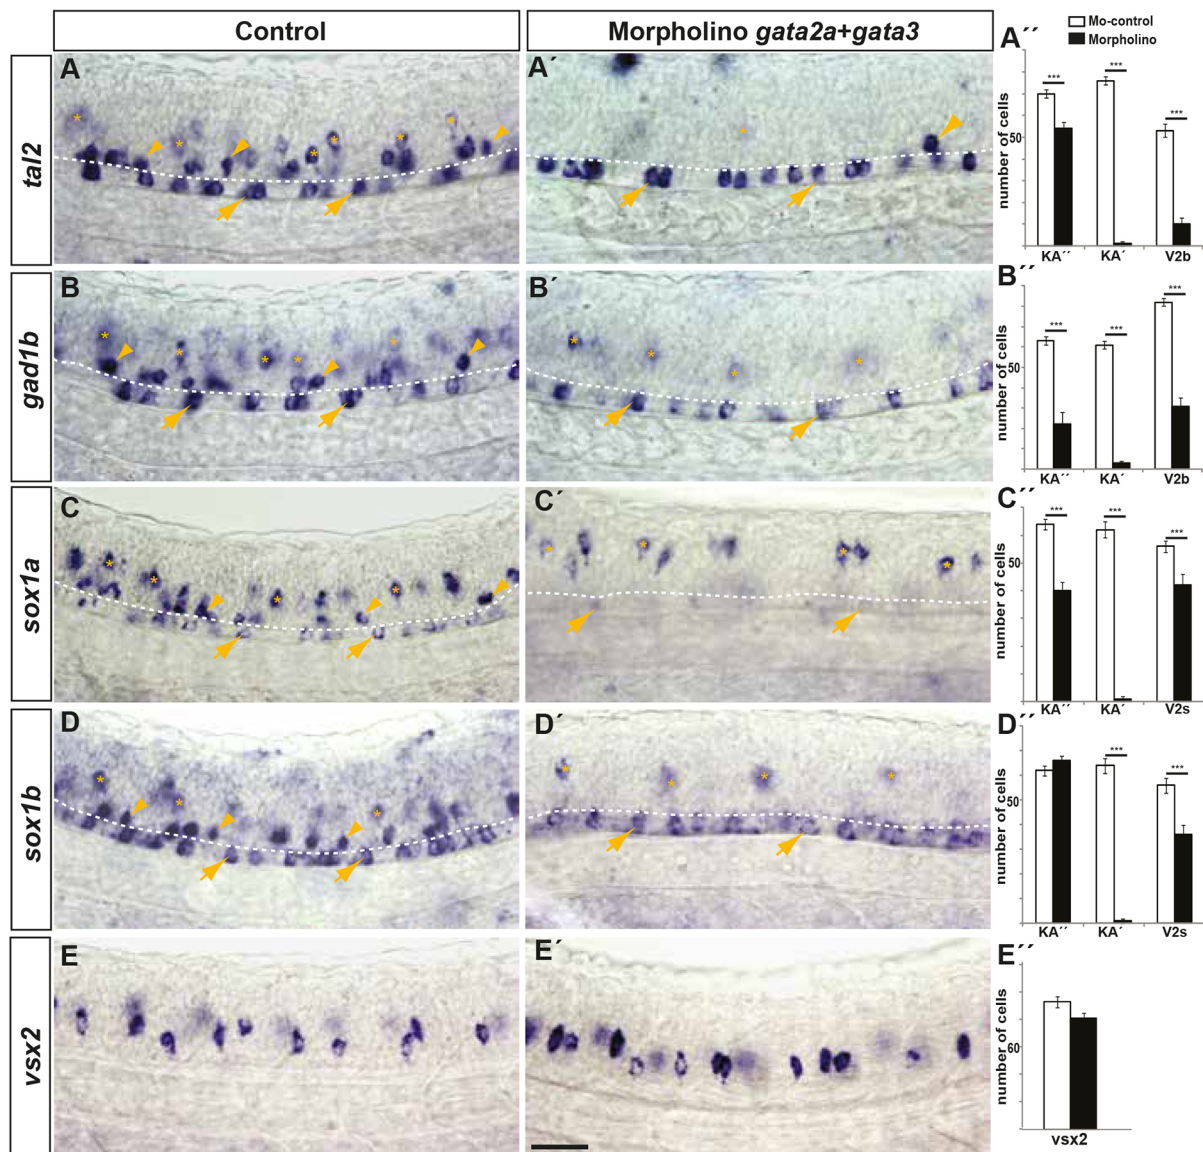 Control
Morpholino gata2a+gata3
Mo-control
Morpholino
tal2
A
A´
A´´
number of cells
50
***
***
***
KA´´
KA´
V2b
gad1b
B
B´
B´´
number of cells
50
***
***
***
KA´´
KA´
V2b
sox1a
C
C´
C´´
number of cells
50
***
***
***
KA´´
KA´
V2s
sox1b
D
D´
D´´
number of cells
50
***
***
KA´´
KA´
V2s
vsx2
E
E´
E´´
number of cells
60
vsx2